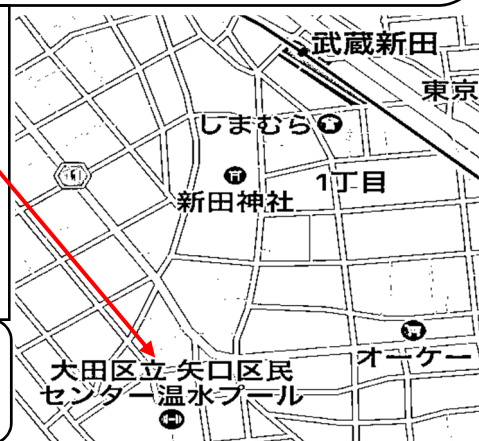 武蔵新田
東京
しまむら
新田神社
1丁目
オーケー
大田区立 矢口区民
センター温水プール